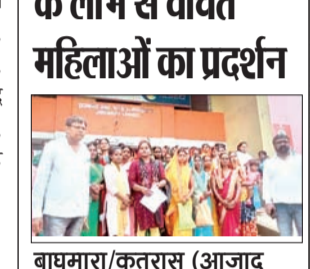 के लाभ से वंचित
महिलाओं का प्रदर्शन
बाघमारा/कतरास (आजाद